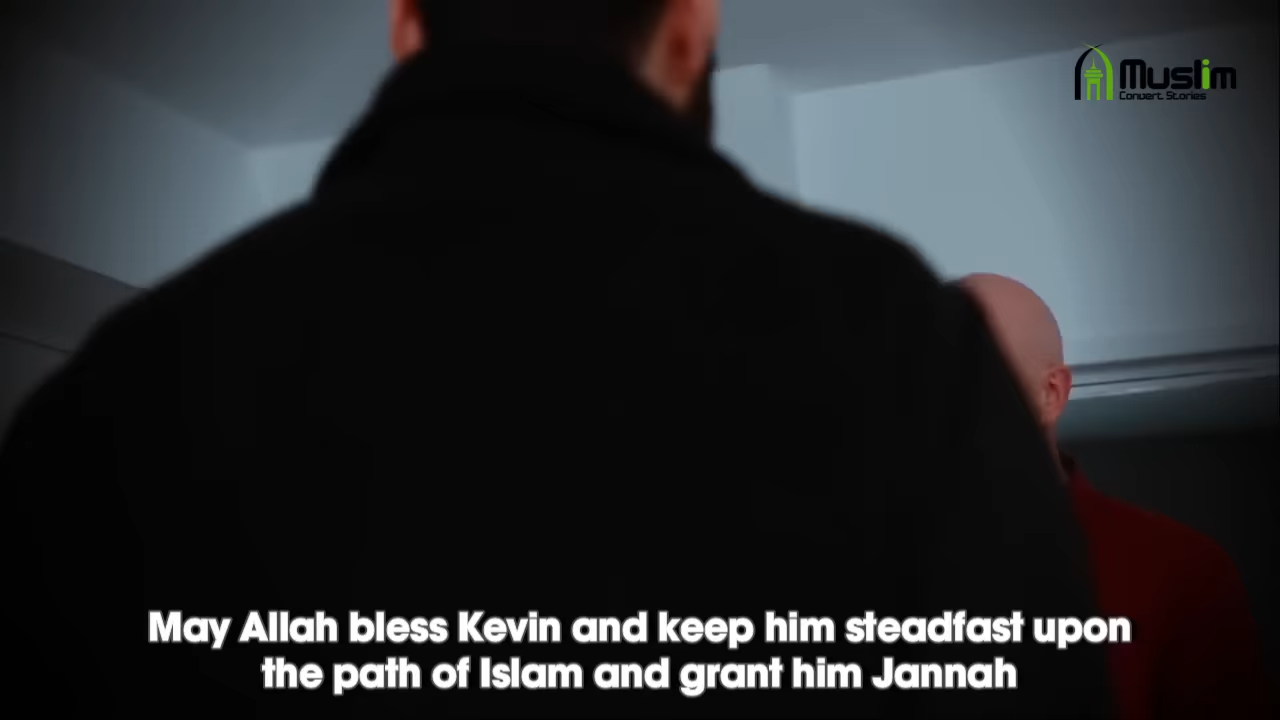 Muslim
Convert Stories
May Allah bless Kevin and keep him steadfast upon
the path of Islam and grant him Jannah